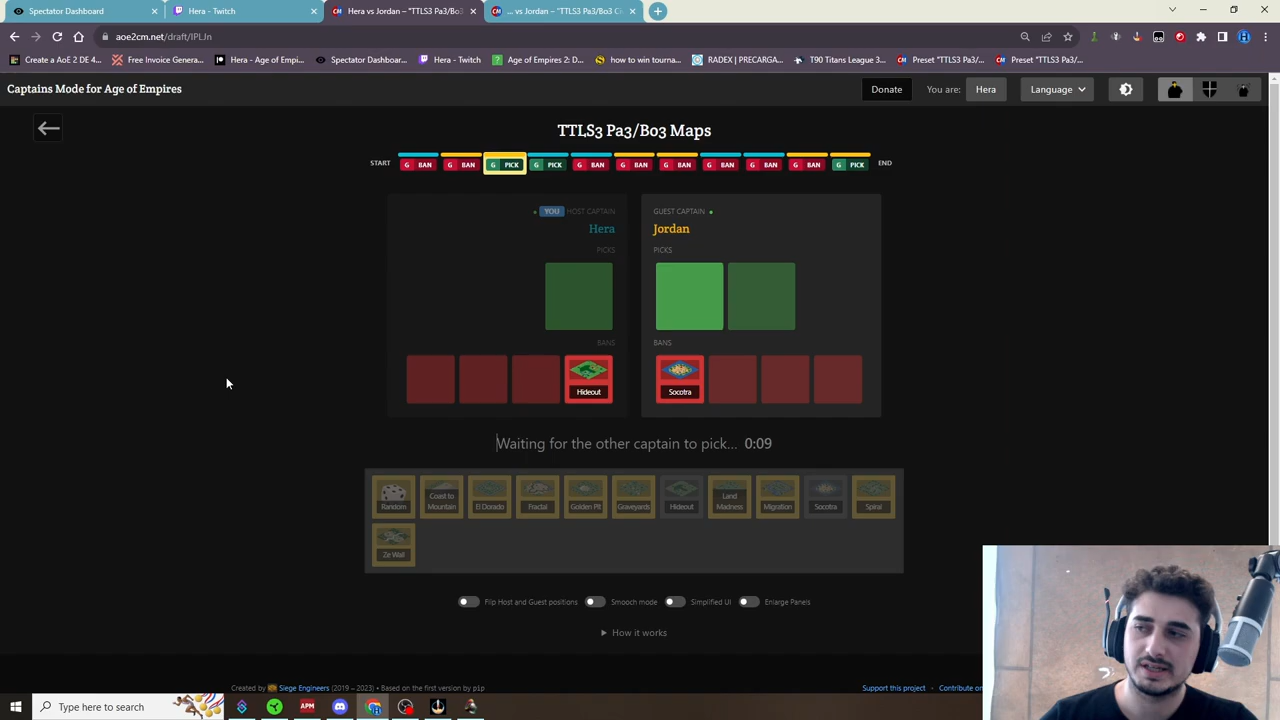 Spectator Dashboard
Hera - Twitch
Hera vs Jordan – "TTLS3 Pa3/Bo3
... vs Jordan – "TTLS3 Pa3/Bo3 C
aoe2cm.net/draft/IPLJn
Create a AoE 2 DE 4...
Free Invoice Genera...
Hera - Age of Empi...
Spectator Dashboar...
Hera - Twitch
Age of Empires 2: D...
how to win tourna...
RADEX | PRECARGA...
T90 Titans League 3...
Preset "TTLS3 Pa3/...
Preset "TTLS3 Pa3/...
Captains Mode for Age of Empires
Donate
You are:
Hera
Language
TTLS3 Pa3/Bo3 Maps
START
G BAN
G BAN
G PICK
G PICK
G BAN
G BAN
G BAN
G BAN
G BAN
G BAN
G PICK
END
YOU HOST CAPTAIN
Hera
PICKS
BANS
Hideout
GUEST CAPTAIN
Jordan
PICKS
BANS
Socotra
Waiting for the other captain to pick... 0:09
Random
Coast to
Mountain
El Dorado
Fractal
Golden Pit
Graveyards
Hideout
Land
Madness
Migration
Socotra
Spiral
Ze Wall
Flip Host and Guest positions
Smooch mode
Simplified UI
Enlarge Panels
How it works
Created by Siege Engineers (2019 – 2023) • Based on the first version by pip
Support this project • Contribute on
Type here to search
APM